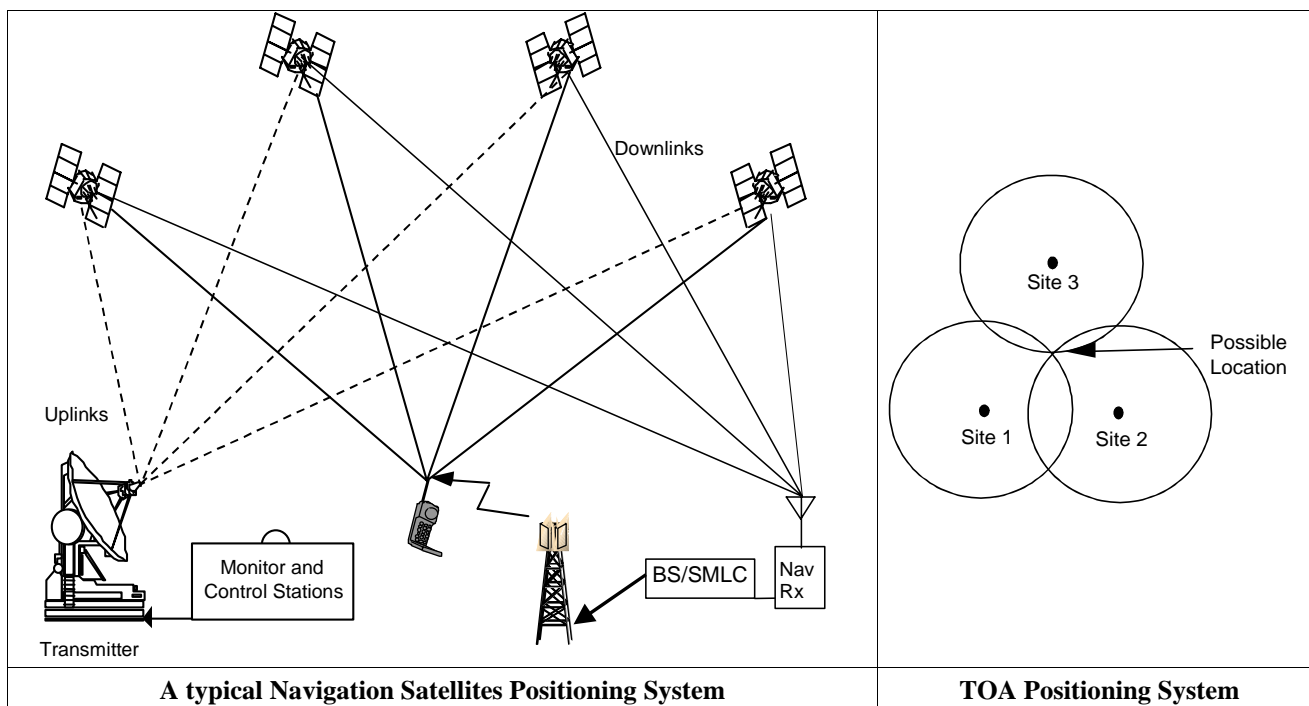 Downlinks
Uplinks
Monitor and
Control Stations
Transmitter
BS/SMLC
Nav
Rx
A typical Navigation Satellites Positioning System
Site 3
Possible
Location
Site 1
Site 2
TOA Positioning System